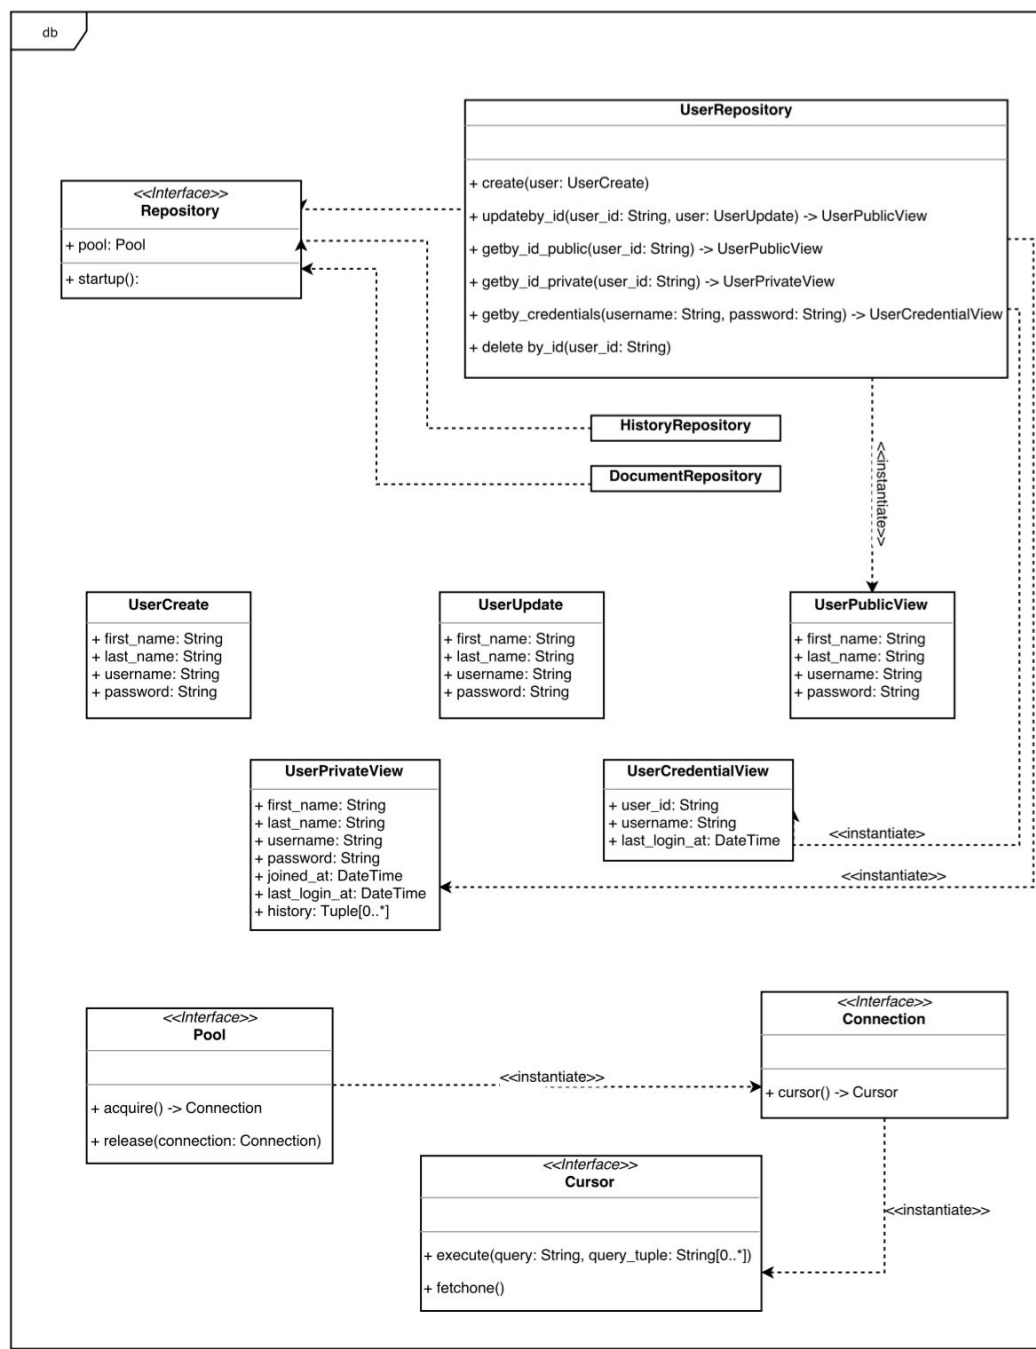 db
UserRepository
+ create(user: UserCreate)
+ updateby_id(user_id: String, user: UserUpdate) -> UserPublicView
+ getby_id_public(user_id: String) -> UserPublicView
+ getby_id_private(user_id: String) -> UserPrivateView
+ getby_credentials(username: String, password: String) -> UserCredentialView
+ delete by_id(user_id: String)
<<Interface>>
Repository
+ pool: Pool
+ startup():
HistoryRepository
DocumentRepository
<<instantiate>>
UserCreate
+ first_name: String
+ last_name: String
+ username: String
+ password: String
UserUpdate
+ first_name: String
+ last_name: String
+ username: String
+ password: String
UserPublicView
+ first_name: String
+ last_name: String
+ username: String
+ password: String
UserPrivateView
+ first_name: String
+ last_name: String
+ username: String
+ password: String
+ joined_at: DateTime
+ last_login_at: DateTime
+ history: Tuple[0..*]
UserCredentialView
+ user_id: String
+ username: String
+ last_login_at: DateTime
<<instantiate>
<<instantiate>>
<<Interface>>
Pool
+ acquire() -> Connection
+ release(connection: Connection)
<<instantiate>>
<<Interface>>
Connection
+ cursor() -> Cursor
<<instantiate>>
<<Interface>>
Cursor
+ execute(query: String, query_tuple: String[0..*])
+ fetchone()